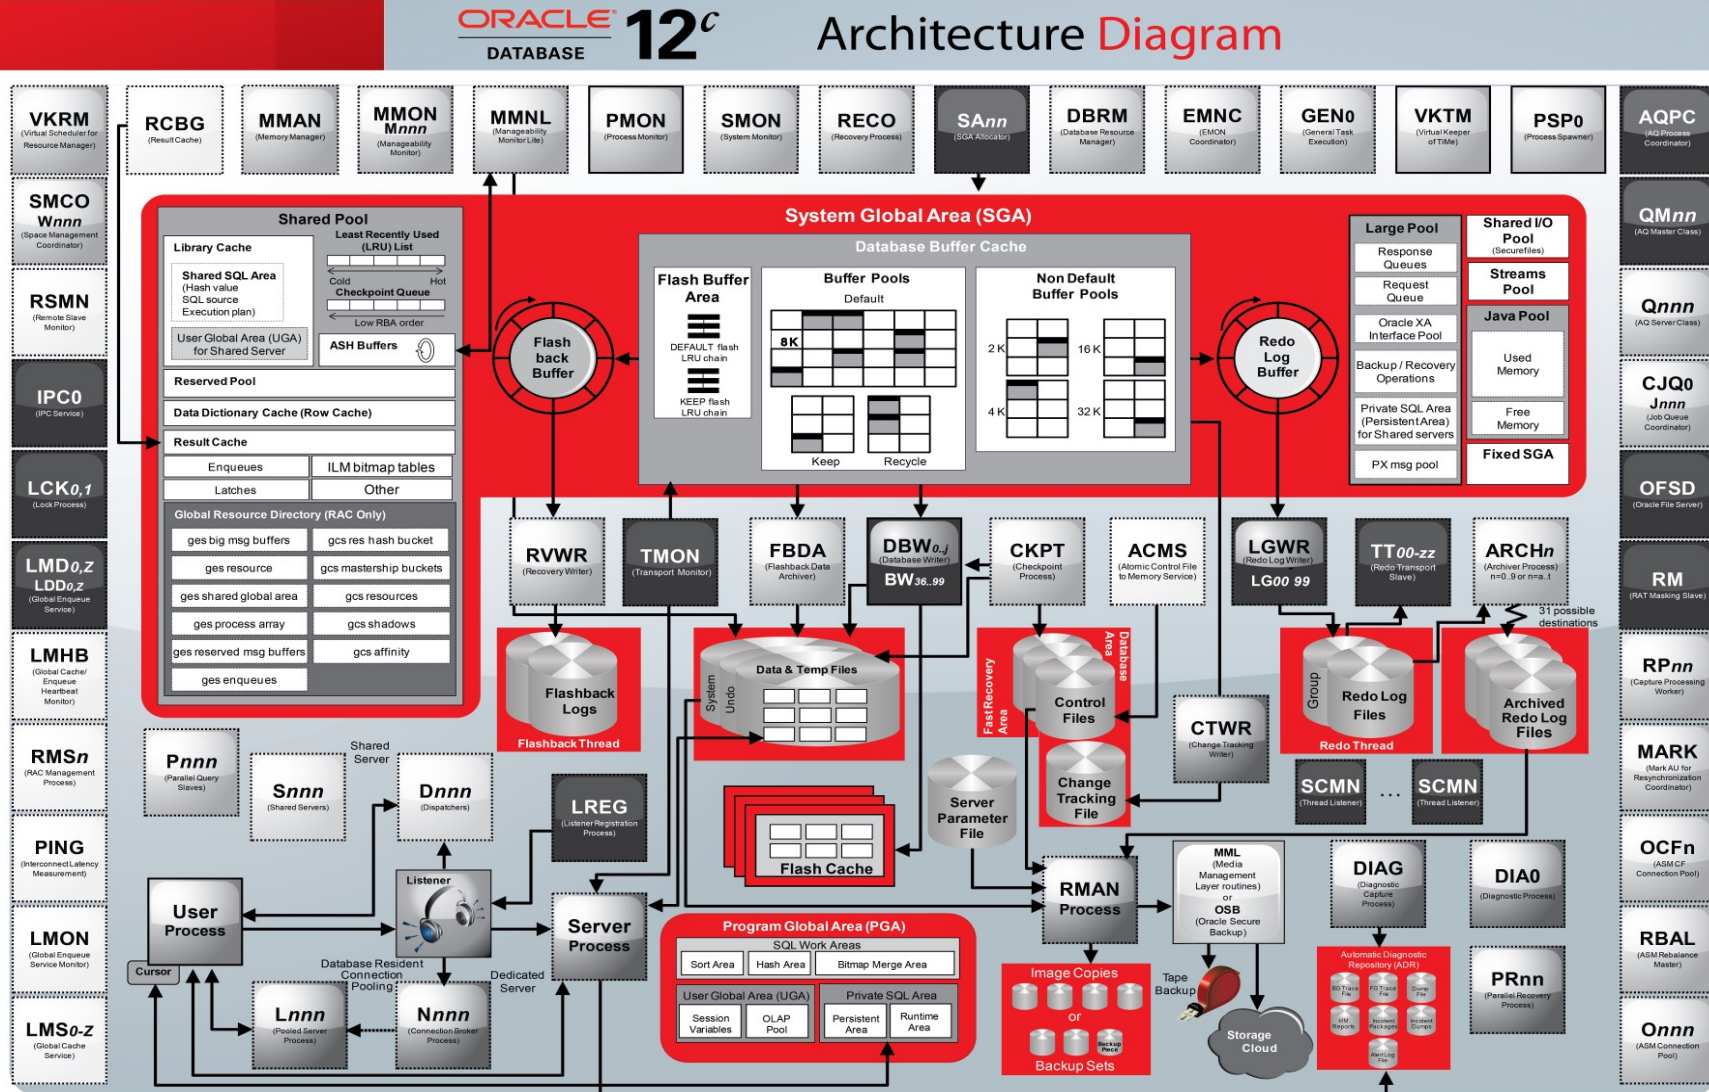 ORACLE
DATABASE
12c
Architecture Diagram
VKRM
(Virtual Scheduler for
Resource Manager)
RCBG
(Result Cache)
MMAN
(Memory Manager)
MMON
Mnnn
(Manageability
Monitor)
MMNL
(Manageability
Monitor Lite)
PMON
(Process Monitor)
SMON
(System Monitor)
RECO
(Recovery Process)
SAnn
(SGA Allocator)
DBRM
(Database Resource
Manager)
EMNC
(EMON
Coordinator)
GEN0
(General Task
Execution)
VKTM
(Virtual Keeper
of TiMe)
PSP0
(Process Spawner)
AQPC
(AQ Process
Coordinator)
SMCO
Wnnn
(Space Management
Coordinator)
RSMN
(Remote Slave
Monitor)
IPC0
(IPC Service)
LCK0,1
(Lock Process)
LMD0,Z
LDD0,Z
(Global Enqueue
Service)
LMHB
(Global Cache/
Enqueue
Heartbeat
Monitor)
RMSn
(RAC Management
Process)
PING
(Interconnect Latency
Measurement)
LMON
(Global Enqueue
Service Monitor)
LMS0-Z
(Global Cache
Service)
System Global Area (SGA)
Shared Pool
Library Cache
Shared SQL Area
(Hash value
SQL source
Execution plan)
User Global Area (UGA)
for Shared Server
Least Recently Used
(LRU) List
Cold
Hot
Checkpoint Queue
Low RBA order
ASH Buffers
Reserved Pool
Data Dictionary Cache (Row Cache)
Result Cache
Enqueues
ILM bitmap tables
Latches
Other
Global Resource Directory (RAC Only)
ges big msg buffers
gcs res hash bucket
ges resource
gcs mastership buckets
ges shared global area
gcs resources
ges process array
gcs shadows
ges reserved msg buffers
gcs affinity
ges enqueues
Flash
back
Buffer
Database Buffer Cache
Flash Buffer
Area
DEFAULT flash
LRU chain
KEEP flash
LRU chain
Buffer Pools
Default
8K
Keep
Recycle
Non Default
Buffer Pools
2K
16K
4K
32K
Redo
Log
Buffer
Large Pool
Response
Queues
Request
Queue
Oracle XA
Interface Pool
Backup / Recovery
Operations
Private SQL Area
(Persistent Area)
for Shared servers
PX msg pool
Shared I/O
Pool
(Securefiles)
Streams
Pool
Java Pool
Used
Memory
Free
Memory
Fixed SGA
QMnn
(AQ Master Class)
Qnnn
(AQ Server Class)
CJQ0
Jnnn
(Job Queue
Coordinator)
OFSD
(Oracle File Server)
RM
(RAT Masking Slave)
RPnn
(Capture Processing
Worker)
MARK
(Mark AU for
Resynchronization
Coordinator)
OCFn
(ASM CF
Connection Pool)
RBAL
(ASM Rebalance
Master)
Onnn
(ASM Connection
Pool)
RVWR
(Recovery Writer)
TMON
(Transport Monitor)
FBDA
(Flashback Data
Archiver)
DBW0..j
(Database Writer)
BW36..99
CKPT
(Checkpoint
Process)
ACMS
(Atomic Control File
to Memory Service)
LGWR
(Redo Log Writer)
LG00 99
TT00-zz
(Redo Transport
Slave)
ARCHn
(Archiver Process)
n=0..9 or n=a..t
31 possible
destinations
Flashback
Logs
Flashback Thread
Data & Temp Files
System
Undo
Fast Recovery
Area
Database
Area
Control
Files
Change
Tracking
File
CTWR
(Change Tracking
Writer)
Group
Redo Log
Files
Redo Thread
Archived
Redo Log
Files
SCMN
(Thread Listener)
...
SCMN
(Thread Listener)
Pnnn
(Parallel Query
Slaves)
Shared
Server
Snnn
(Shared Servers)
Dnnn
(Dispatchers)
LREG
(Listener Registration
Process)
Flash Cache
Server
Parameter
File
User
Process
Cursor
Listener
Server
Process
Database Resident
Connection
Pooling
Dedicated
Server
Lnnn
(Pooled Server
Process)
Nnnn
(Connection Broker
Process)
Program Global Area (PGA)
SQL Work Areas
Sort Area
Hash Area
Bitmap Merge Area
User Global Area (UGA)
Session
Variables
OLAP
Pool
Private SQL Area
Persistent
Area
Runtime
Area
RMAN
Process
MML
(Media
Management
Layer routines)
or
OSB
(Oracle Secure
Backup)
Image Copies
or
Backup
Piece
Backup Sets
Tape
Backup
Storage
Cloud
DIAG
(Diagnostic
Capture
Process)
DIA0
(Diagnostic Process)
Automatic Diagnostic
Repository (ADR)
BG Trace
File
FG Trace
File
Dump
File
HM
Reports
Incident
Packages
Incident
Dumps
Alert Log
File
PRnn
(Parallel Recovery
Process)